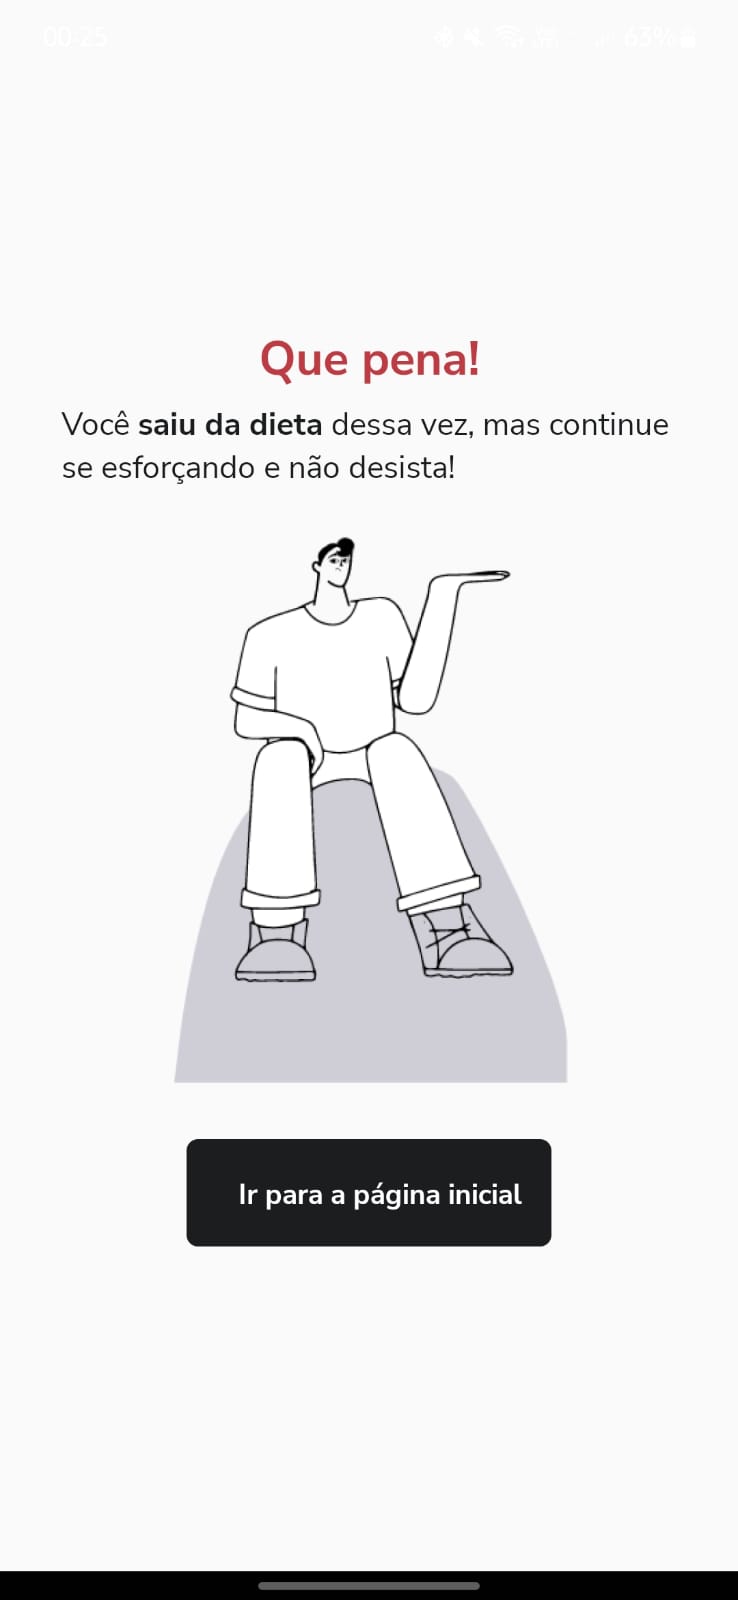 00:25
63%
Que pena!
Você saiu da dieta dessa vez, mas continue
se esforçando e não desista!
Ir para a página inicial